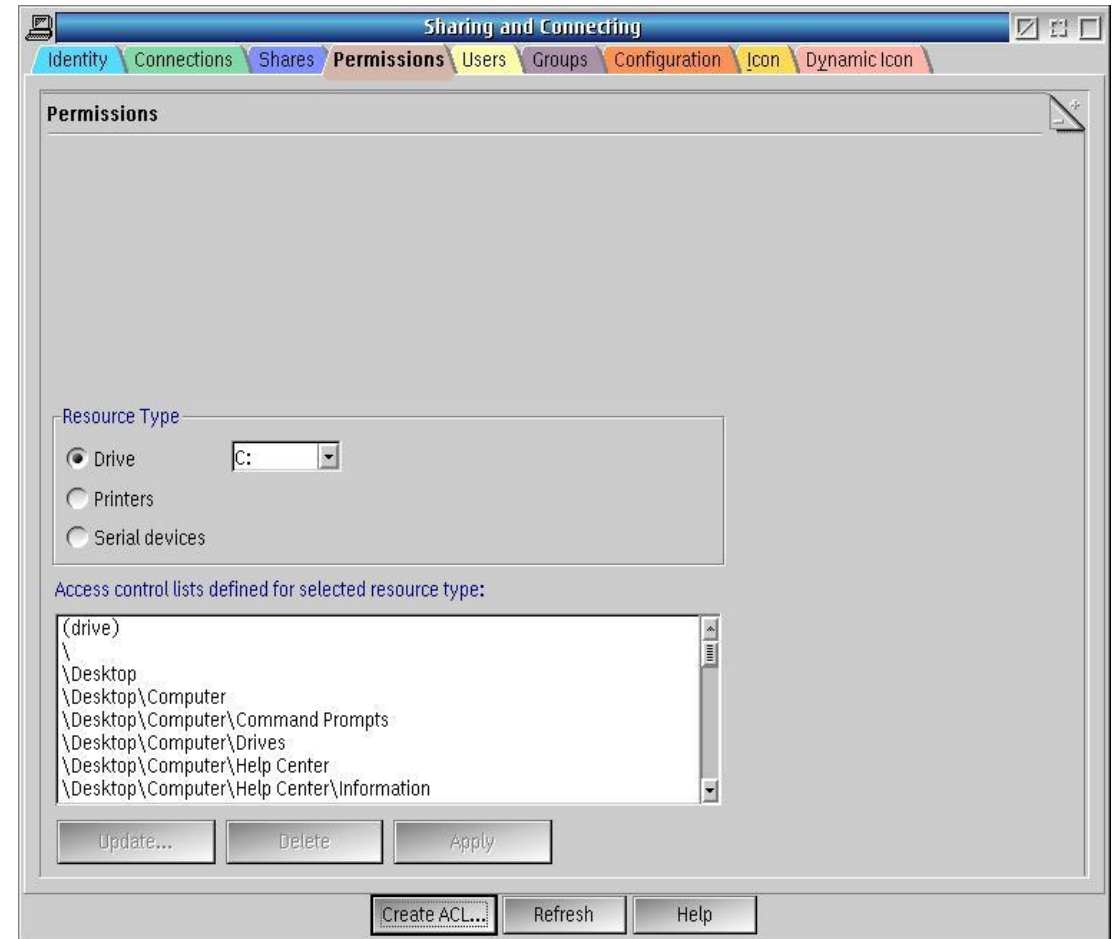 Sharing and Connecting
Identity Connections Shares Permissions Users Groups Configuration Icon Dynamic Icon
Permissions
Resource Type
Drive C:
Printers
Serial devices
Access control lists defined for selected resource type:
(drive)
\
\Desktop
\Desktop\Computer
\Desktop\Computer\Command Prompts
\Desktop\Computer\Drives
\Desktop\Computer\Help Center
\Desktop\Computer\Help Center\Information
Update... Delete Apply
Create ACL... Refresh Help